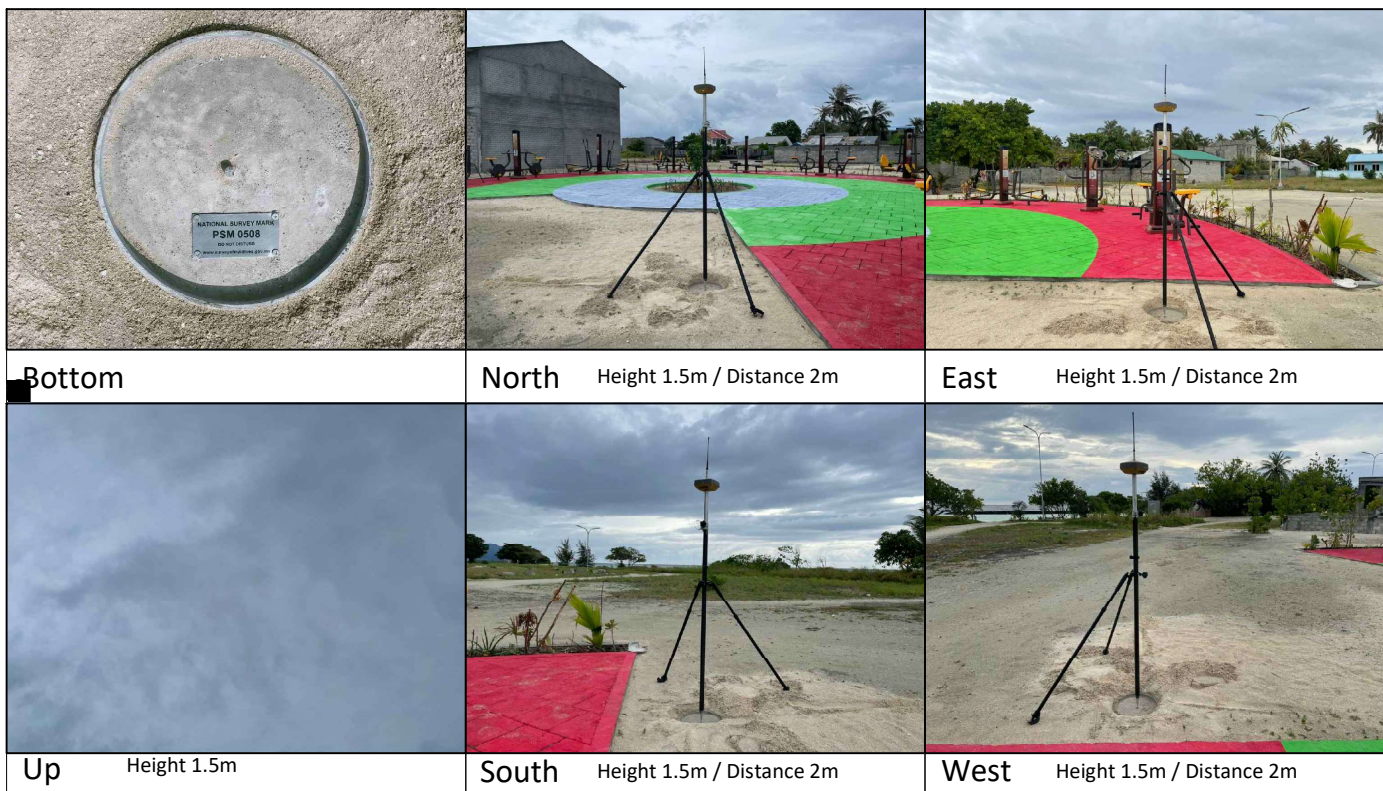 NATIONAL SURVEY MARK
PSM 0508
DO NOT DISTURB
Bottom
North Height 1.5m / Distance 2m
East Height 1.5m / Distance 2m
Up Height 1.5m
South Height 1.5m / Distance 2m
West Height 1.5m / Distance 2m